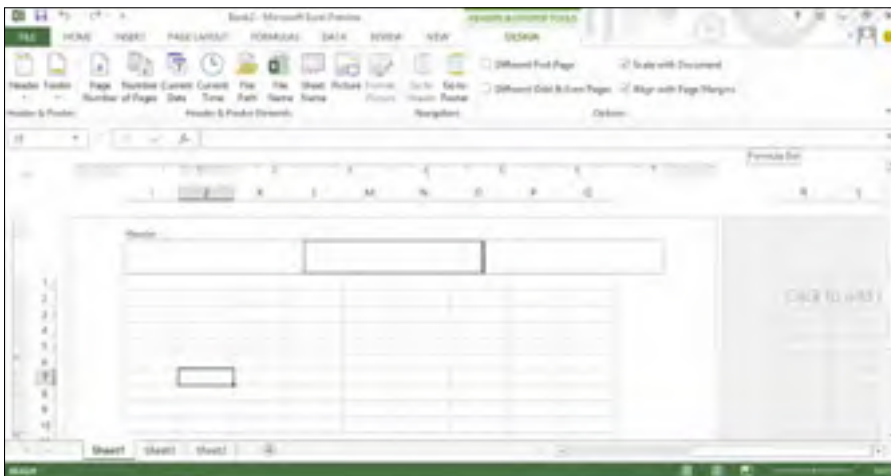 Book2 - Microsoft Excel Preview
HEADER & FOOTER TOOLS
FILE HOME INSERT PAGE LAYOUT FORMULAS DATA REVIEW VIEW DESIGN
Header Footer Page Number Number of Pages Current Date Current Time File Path File Name Sheet Name Picture Format Picture Go to Header Go to Footer
Different First Page Scale with Document
Different Odd & Even Pages Align with Page Margins
Header & Footer Header & Footer Elements Navigation Options
Formula Bar
I J K L M N O P Q R S
Header
Click to add
1
2
3
4
5
6
7
8
9
10
Sheet1
READY